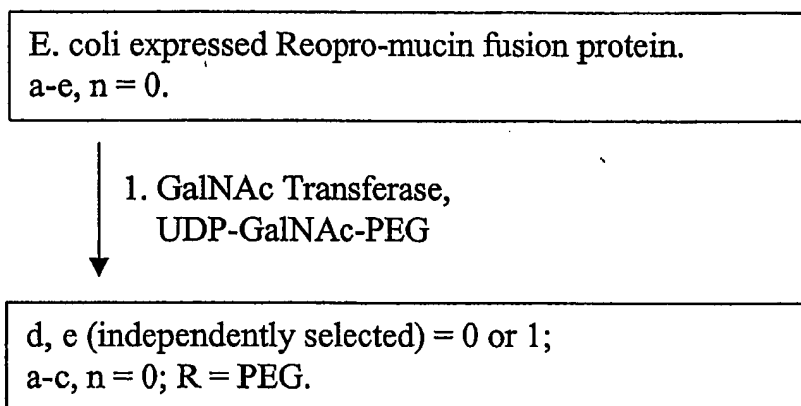 E. coli expressed Reopro-mucin fusion protein.
a-e, n = 0.
1. GalNAc Transferase,
UDP-GalNAc-PEG
d, e (independently selected) = 0 or 1;
a-c, n = 0; R = PEG.